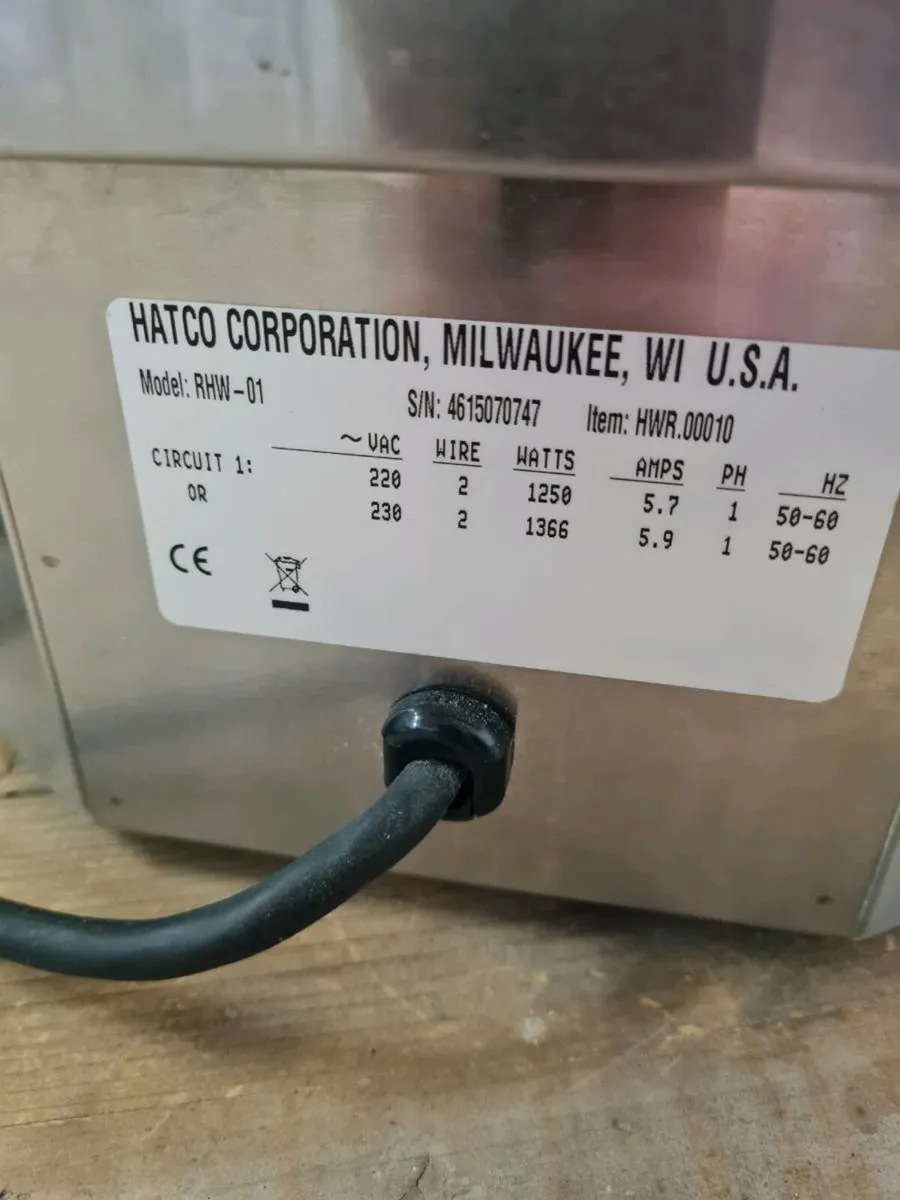 HATCO CORPORATION, MILWAUKEE, WI U.S.A.
Model: RHW-01 S/N: 4615070747 Item: HWR.00010
~VAC WIRE WATTS AMPS PH HZ
CIRCUIT 1: 220 2 1250 5.7 1 50-60
OR 230 2 1366 5.9 1 50-60
CE